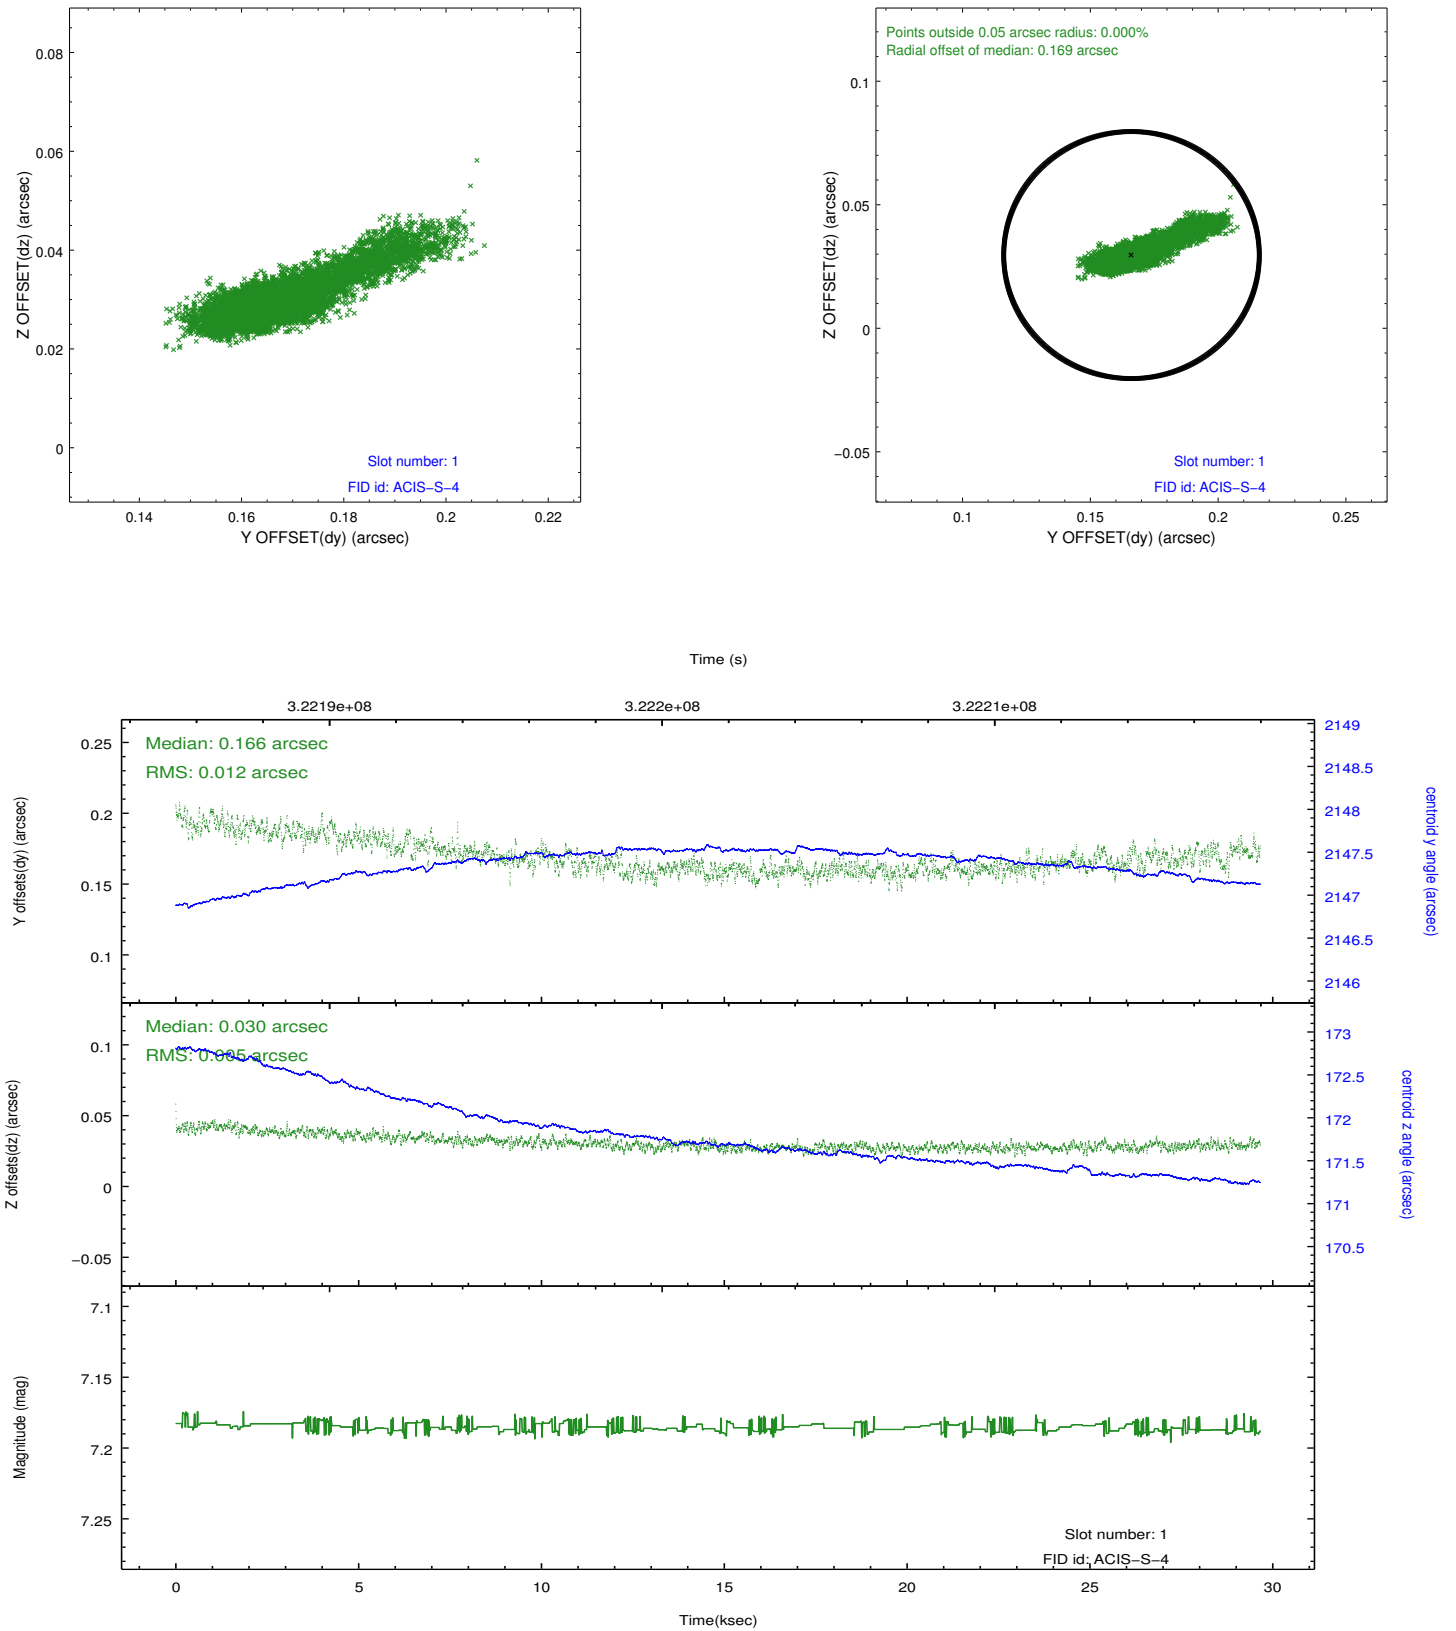 0.08
0.06
0.04
0.02
0
Z OFFSET(dz) (arcsec)
Slot number: 1
FID id: ACIS−S−4
0.14 0.16 0.18 0.2 0.22
Y OFFSET(dy) (arcsec)
Points outside 0.05 arcsec radius: 0.000%
Radial offset of median: 0.169 arcsec
0.1
0.05
0
−0.05
Z OFFSET(dz) (arcsec)
Slot number: 1
FID id: ACIS−S−4
0.1 0.15 0.2 0.25
Y OFFSET(dy) (arcsec)
Time (s)
3.2219e+08 3.222e+08 3.2221e+08
Median: 0.166 arcsec
RMS: 0.012 arcsec
0.25
0.2
0.15
0.1
Y offsets(dy) (arcsec)
2149
2148.5
2148
2147.5
2147
2146.5
2146
centroid y angle (arcsec)
Median: 0.030 arcsec
RMS: 0.005 arcsec
0.1
0.05
0
−0.05
Z offsets(dz) (arcsec)
173
172.5
172
171.5
171
170.5
centroid z angle (arcsec)
7.1
7.15
7.2
7.25
Magnitude (mag)
Slot number: 1
FID id: ACIS−S−4
0 5 10 15 20 25 30
Time(ksec)